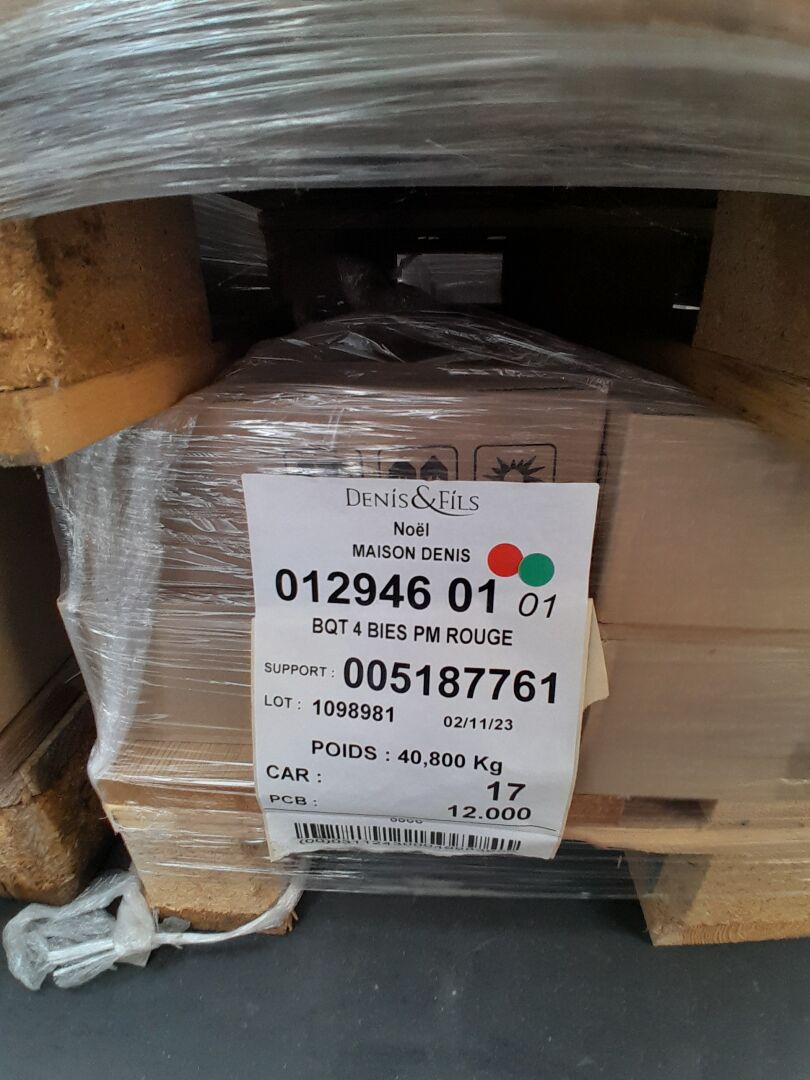 Denis&Fils
Noël
MAISON DENIS
012946 01 01
BQT 4 BIES PM ROUGE
SUPPORT : 005187761
LOT : 1098981 02/11/23
POIDS : 40,800 Kg
CAR : 17
PCB : 12.000